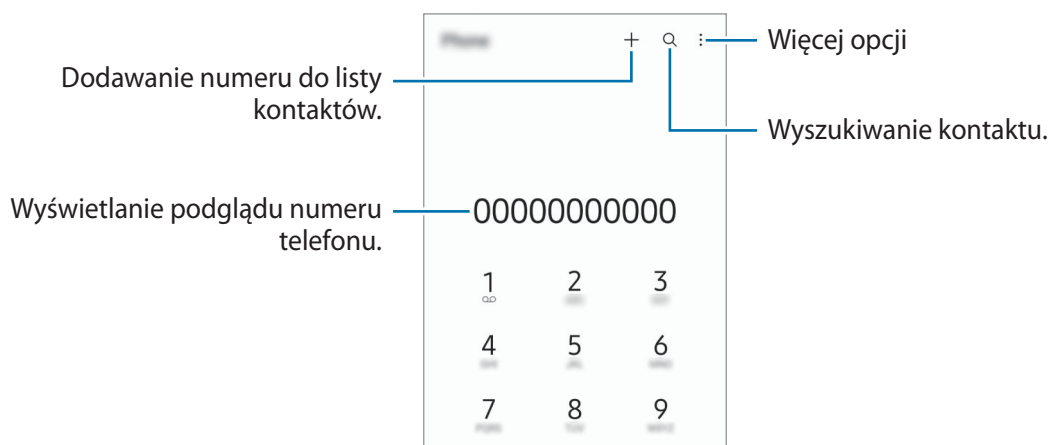 Phone
Więcej opcji
Dodawanie numeru do listy
kontaktów.
Wyszukiwanie kontaktu.
Wyświetlanie podglądu numeru
telefonu.
00000000000
1 2 3
4 5 6
7 8 9